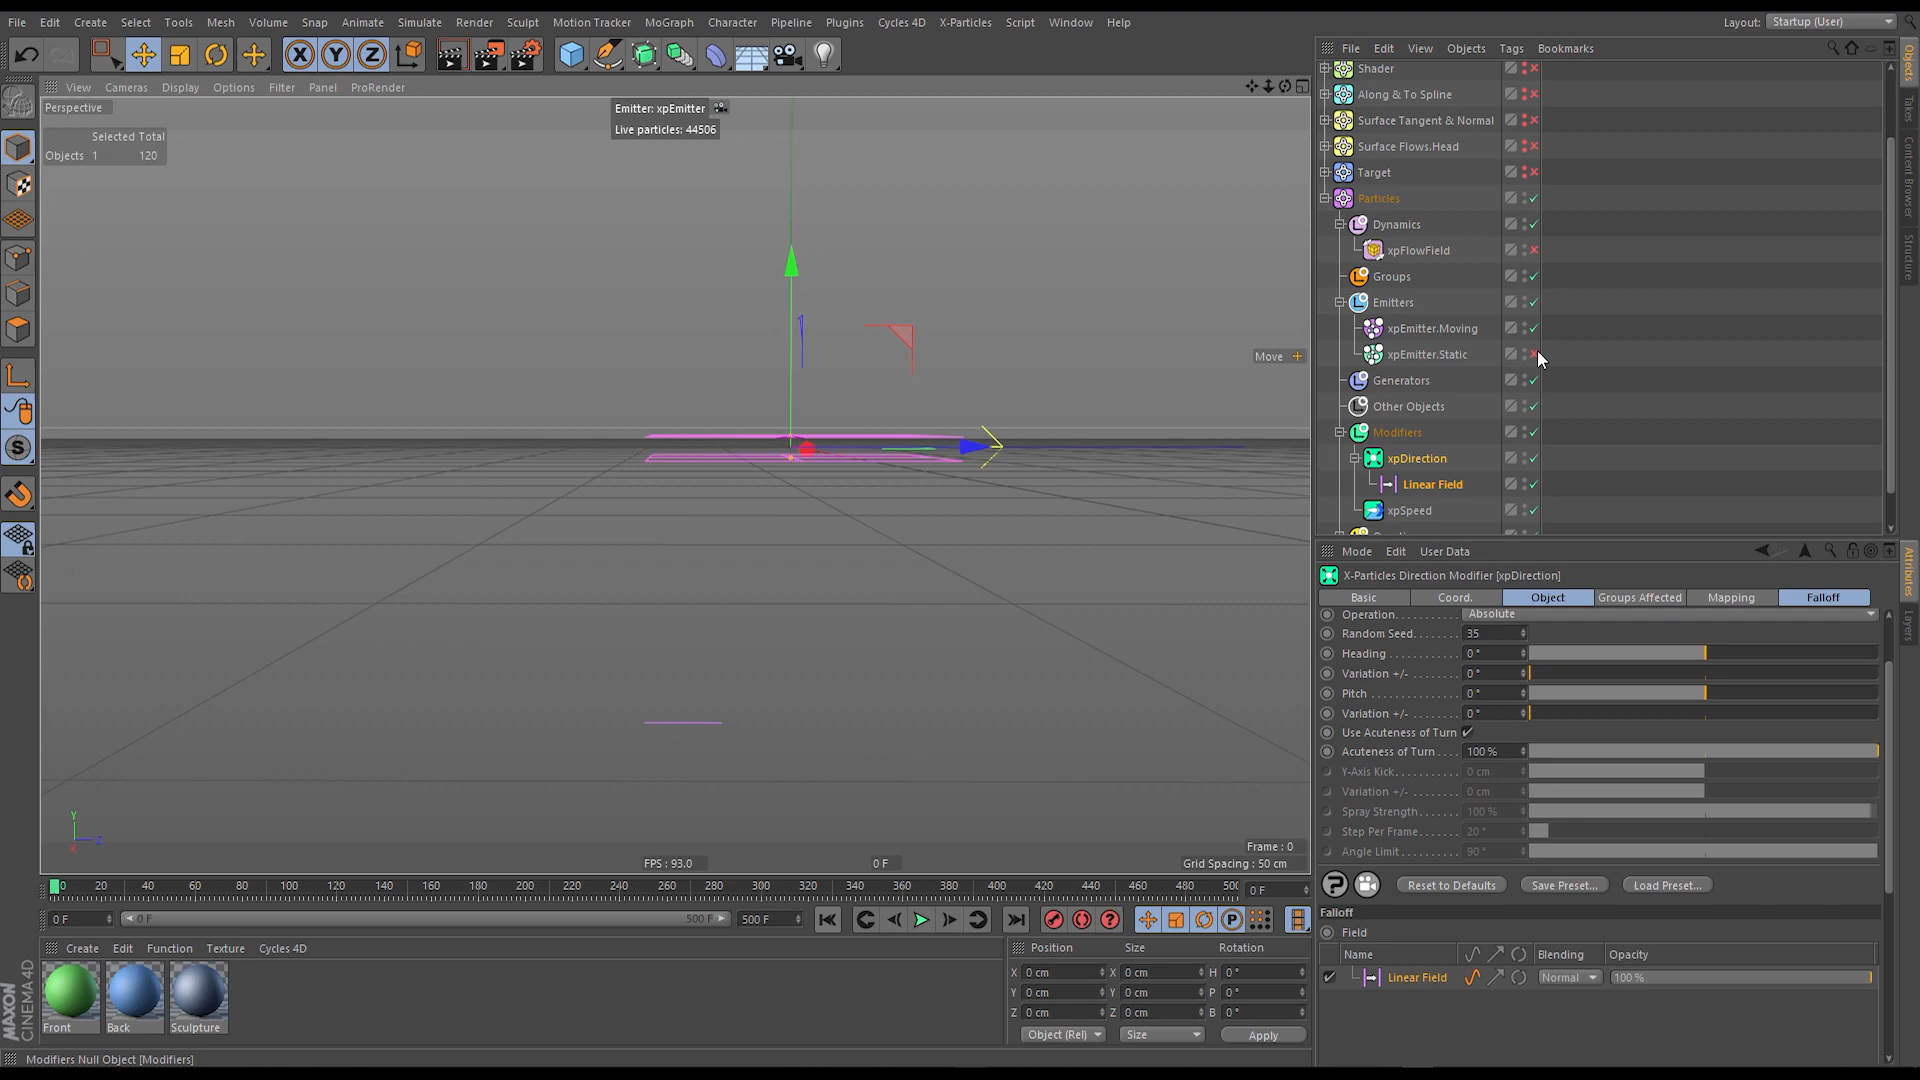 File Edit Create Select Tools Mesh Volume Snap Animate Simulate Render Sculpt Motion Tracker MoGraph Character Pipeline Plugins Cycles 4D X-Particles Script Window Help Layout: Startup (User)
File Edit View Objects Tags Bookmarks
View Cameras Display Options Filter Panel ProRender
Perspective
Emitter: xpEmitter
Live particles: 44506
Selected Total
Objects 1 120
Move
Shader
Along & To Spline
Surface Tangent & Normal
Surface Flows.Head
Target
Particles
Dynamics
xpFlowField
Groups
Emitters
xpEmitter.Moving
xpEmitter.Static
Generators
Other Objects
Modifiers
xpDirection
Linear Field
xpSpeed
Objects
Takes
Content Browser
Structure
Mode Edit User Data
X-Particles Direction Modifier [xpDirection]
Basic Coord. Object Groups Affected Mapping Falloff
Operation Absolute
Random Seed 35
Heading 0 °
Variation +/- 0 °
Pitch 0 °
Variation +/- 0 °
Use Acuteness of Turn
Acuteness of Turn 100 %
Y-Axis Kick 0 cm
Variation +/- 0 cm
Spray Strength 100 %
Step Per Frame 20 °
Angle Limit 90 °
Reset to Defaults Save Preset... Load Preset...
Falloff
Field
Name Blending Opacity
Linear Field Normal 100 %
Attributes
Layers
Y
Z
X
Frame : 0
FPS : 93.0 0 F Grid Spacing : 50 cm
0 20 40 60 80 100 120 140 160 180 200 220 240 260 280 300 320 340 360 380 400 420 440 460 480 500 0 F
0 F 0 F 500 F 500 F
Create Edit Function Texture Cycles 4D
Front Back Sculpture
Position Size Rotation
X 0 cm X 0 cm H 0 °
Y 0 cm Y 0 cm P 0 °
Z 0 cm Z 0 cm B 0 °
Object (Rel) Size Apply
MAXON CINEMA 4D
Modifiers Null Object [Modifiers]